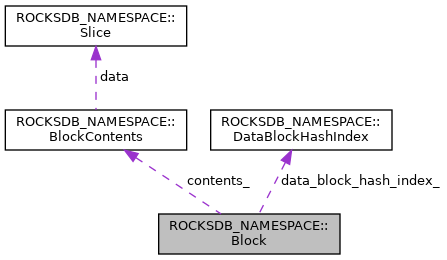 ROCKSDB_NAMESPACE::
Slice
data
ROCKSDB_NAMESPACE::
BlockContents
ROCKSDB_NAMESPACE::
DataBlockHashIndex
contents_
data_block_hash_index_
ROCKSDB_NAMESPACE::
Block